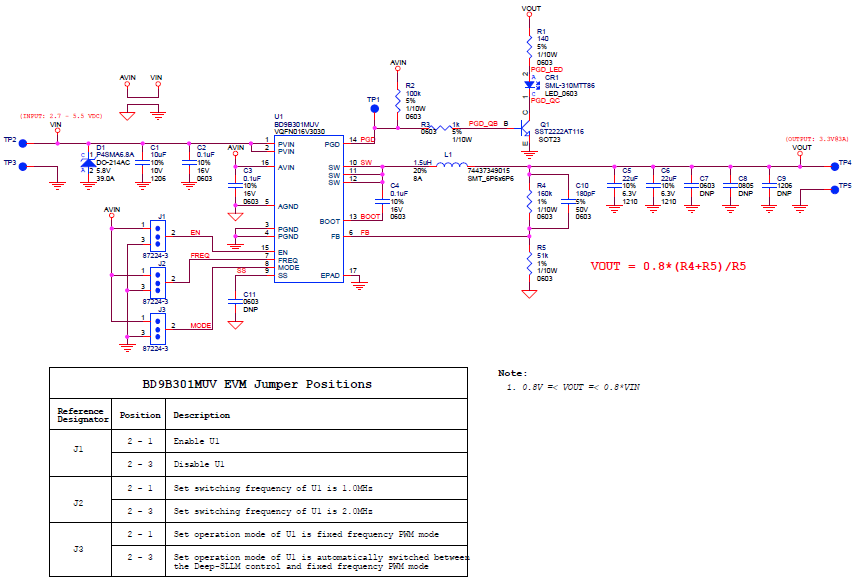 VOUT
R1
140
5%
1/10W
0603
PGD_LED
2
A
CR1
SML-310MTT86
LED_0603
C
1
PGD_QC
AVIN
R2
100k
5%
1/10W
0603
TP1
R3
0603
1k
5%
1/10W
PGD_QB
B
C
E
Q1
SST2222AT116
SOT23
AVIN
VIN
(INPUT: 2.7 - 5.5 VDC)
VIN
TP2
TP3
D1
P4SMA6.8A
DO-214AC
5.8V
39.0A
C
1
A
2
C1
10uF
10%
10V
1206
C2
0.1uF
10%
16V
0603
AVIN
C3
0.1uF
10%
16V
0603
U1
BD9B301MUV
VQFN016V3030
1
PVIN
2
PVIN
16
AVIN
5
AGND
3
PGND
4
PGND
15
EN
7
FREQ
8
MODE
9
SS
PGD
14
PGD
SW
10
SW
SW
11
SW
12
BOOT
13
BOOT
FB
6
FB
EPAD
17
L1
1.5uH
20%
8A
74437349015
SMT_6P6x6P6
C4
0.1uF
10%
16V
0603
R4
160k
1%
1/10W
0603
C10
180pF
5%
50V
0603
R5
51k
1%
1/10W
0603
C5
22uF
10%
6.3V
1210
C6
22uF
10%
6.3V
1210
C7
0603
DNP
C8
0805
DNP
C9
1206
DNP
(OUTPUT: 3.3V@3A)
VOUT
TP4
TP5
VOUT = 0.8*(R4+R5)/R5
AVIN
J1
1
2
3
87224-3
EN
J2
1
2
3
87224-3
FREQ
J3
1
2
3
87224-3
MODE
SS
C11
0603
DNP
BD9B301MUV EVM Jumper Positions
Reference Designator Position Description
J1
2 - 1 Enable U1
2 - 3 Disable U1
J2
2 - 1 Set switching frequency of U1 is 1.0MHz
2 - 3 Set switching frequency of U1 is 2.0MHz
J3
2 - 1 Set operation mode of U1 is fixed frequency PWM mode
2 - 3 Set operation mode of U1 is automatically switched between
the Deep-SLLM control and fixed frequency PWM mode
Note:
1. 0.8V =< VOUT =< 0.8*VIN